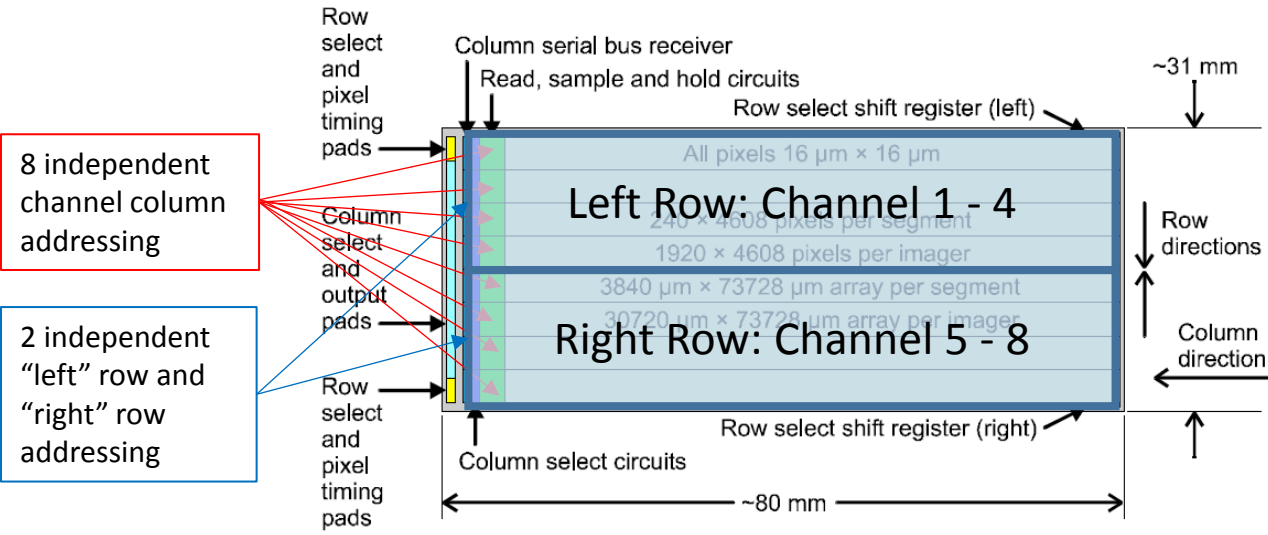 Row
select
and
pixel
timing
pads
Column serial bus receiver
Read, sample and hold circuits
Row select shift register (left)
~31 mm
8 independent
channel column
addressing
2 independent
“left” row and
“right” row
addressing
Column
select
and
output
pads
Row
select
and
pixel
timing
pads
All pixels 16 µm × 16 µm
Left Row: Channel 1 - 4
240 × 4608 pixels per segment
1920 × 4608 pixels per imager
3840 µm × 73728 µm array per segment
30720 µm × 73728 µm array per imager
Right Row: Channel 5 - 8
Row
directions
Column
direction
Row select shift register (right)
Column select circuits
~80 mm